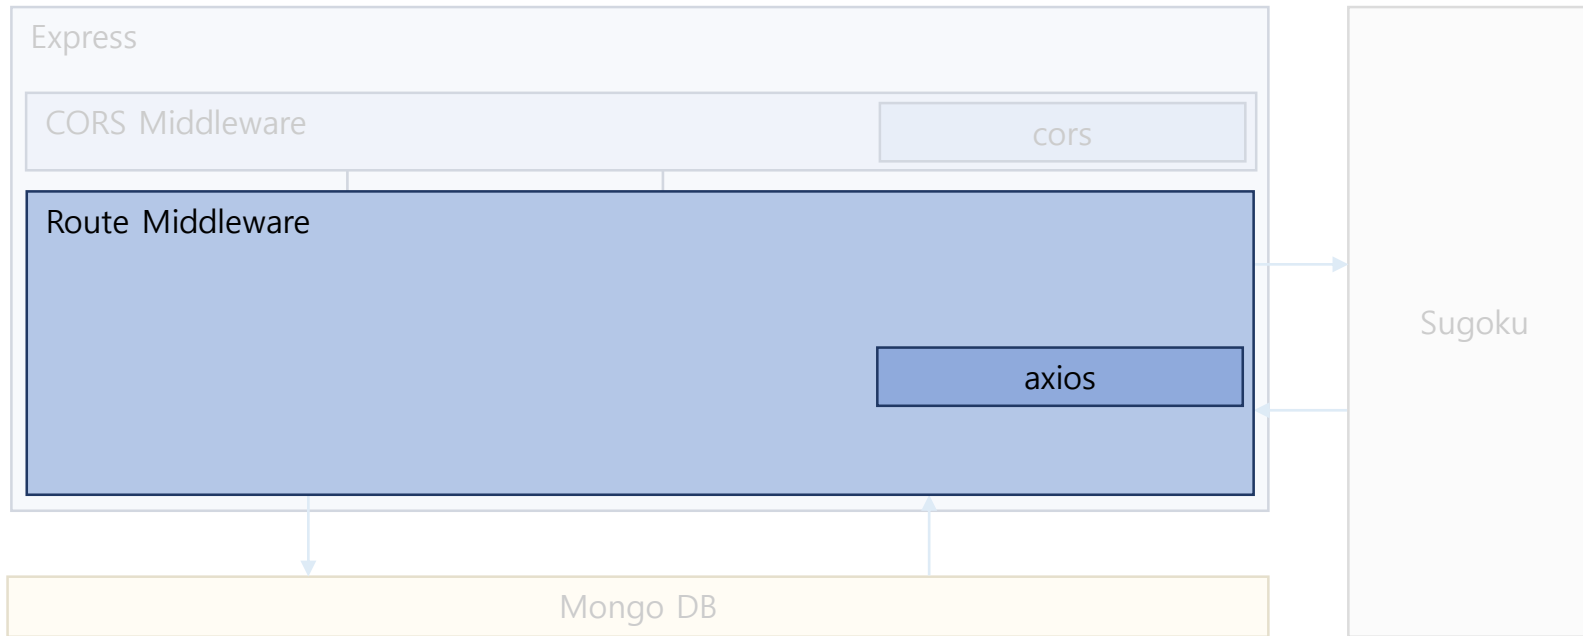 Express
CORS Middleware
cors
Route Middleware
axios
Sugoku
Mongo DB